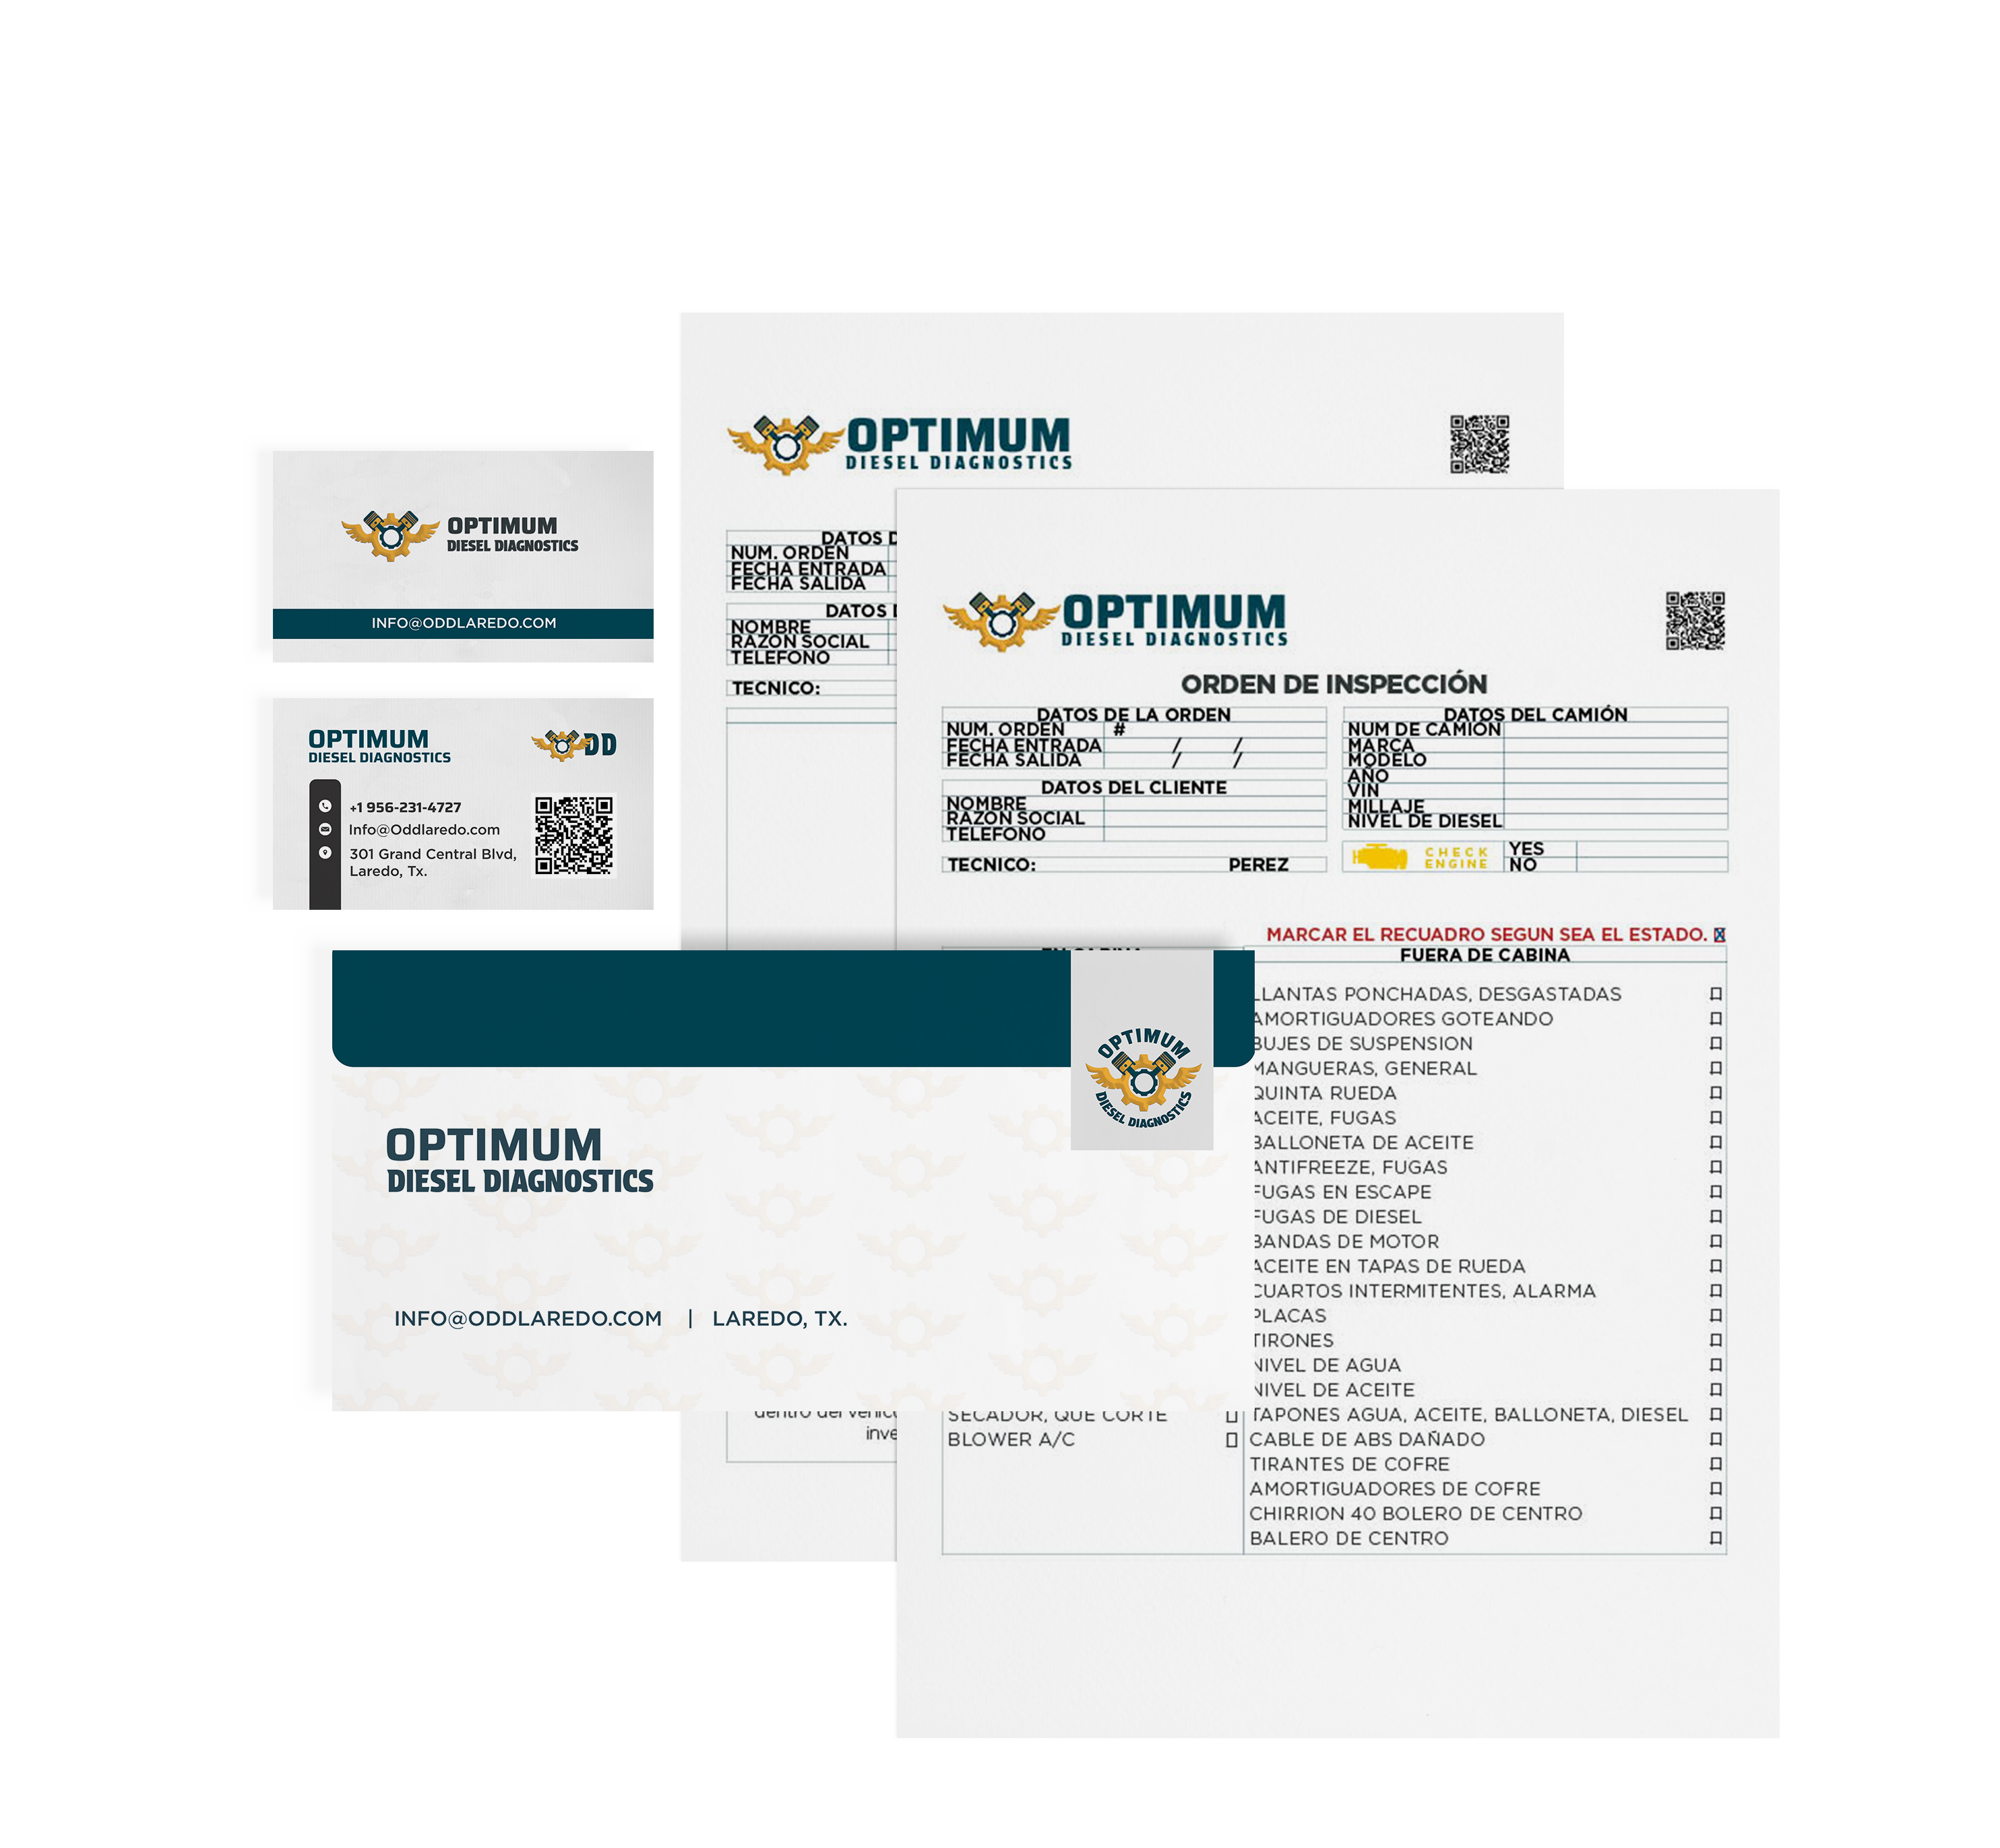 OPTIMUM
DIESEL DIAGNOSTICS
INFO@ODDLAREDO.COM
OPTIMUM
DIESEL DIAGNOSTICS
DD
+1 956-231-4727
Info@Oddlaredo.com
301 Grand Central Blvd,
Laredo, Tx.
OPTIMUM
DIESEL DIAGNOSTICS
DATOS
NUM. ORDEN
FECHA ENTRADA
FECHA SALIDA
DATOS
NOMBRE
RAZON SOCIAL
TELEFONO
TECNICO:
OPTIMUM
DIESEL DIAGNOSTICS
ORDEN DE INSPECCIÓN
DATOS DE LA ORDEN
NUM. ORDEN #
FECHA ENTRADA / /
FECHA SALIDA / /
DATOS DEL CLIENTE
NOMBRE
RAZON SOCIAL
TELEFONO
TECNICO: PEREZ
DATOS DEL CAMIÓN
NUM DE CAMIÓN
MARCA
MODELO
AÑO
VIN
MILLAJE
NIVEL DE DIESEL
CHECK
ENGINE
YES
NO
MARCAR EL RECUADRO SEGUN SEA EL ESTADO.
FUERA DE CABINA
LLANTAS PONCHADAS, DESGASTADAS
AMORTIGUADORES GOTEANDO
BUJES DE SUSPENSION
MANGUERAS, GENERAL
QUINTA RUEDA
ACEITE, FUGAS
BALLONETA DE ACEITE
ANTIFREEZE, FUGAS
FUGAS EN ESCAPE
FUGAS DE DIESEL
BANDAS DE MOTOR
ACEITE EN TAPAS DE RUEDA
CUARTOS INTERMITENTES, ALARMA
PLACAS
TIRONES
NIVEL DE AGUA
NIVEL DE ACEITE
TAPONES AGUA, ACEITE, BALLONETA, DIESEL
CABLE DE ABS DAÑADO
TIRANTES DE COFRE
AMORTIGUADORES DE COFRE
CHIRRION 40 BOLERO DE CENTRO
BALERO DE CENTRO
SECADOR, QUE CORTE
BLOWER A/C
OPTIMUM
DIESEL DIAGNOSTICS
OPTIMUM
DIESEL DIAGNOSTICS
INFO@ODDLAREDO.COM | LAREDO, TX.